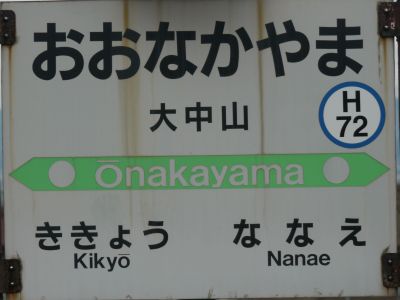 おおなかやま
大中山
H
72
Ōnakayama
ききょう
Kikyō
ななえ
Nanae